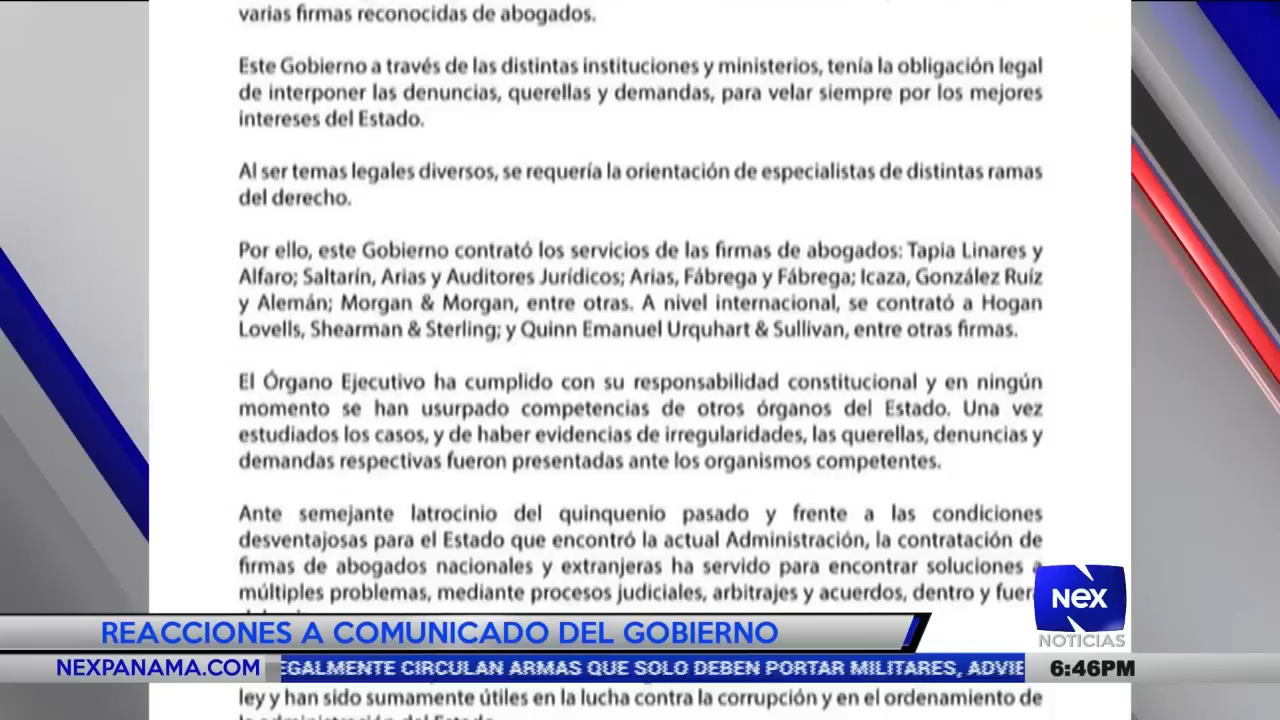 varias firmas reconocidas de abogados.
Este Gobierno a través de las distintas instituciones y ministerios, tenía la obligación legal
de interponer las denuncias, querellas y demandas, para velar siempre por los mejores
intereses del Estado.
Al ser temas legales diversos, se requería la orientación de especialistas de distintas ramas
del derecho.
Por ello, este Gobierno contrató los servicios de las firmas de abogados: Tapia Linares y
Alfaro; Saltarín, Arias y Auditores Jurídicos; Arias, Fábrega y Fábrega; Icaza, González Ruíz
y Alemán; Morgan & Morgan, entre otras. A nivel internacional, se contrató a Hogan
Lovells, Shearman & Sterling; y Quinn Emanuel Urquhart & Sullivan, entre otras firmas.
El Órgano Ejecutivo ha cumplido con su responsabilidad constitucional y en ningún
momento se han usurpado competencias de otros órganos del Estado. Una vez
estudiados los casos, y de haber evidencias de irregularidades, las querellas, denuncias y
demandas respectivas fueron presentadas ante los organismos competentes.
Ante semejante latrocinio del quinquenio pasado y frente a las condiciones
desventajosas para el Estado que encontró la actual Administración, la contratación de
firmas de abogados nacionales y extranjeras ha servido para encontrar soluciones a
múltiples problemas, mediante procesos judiciales, arbitrajes y acuerdos, dentro y fuera
NEX
NOTICIAS
REACCIONES A COMUNICADO DEL GOBIERNO
NEXPANAMA.COM
EGALMENTE CIRCULAN ARMAS QUE SOLO DEBEN PORTAR MILITARES, ADVIE
6:46PM
ley y han sido sumamente útiles en la lucha contra la corrupción y en el ordenamiento de